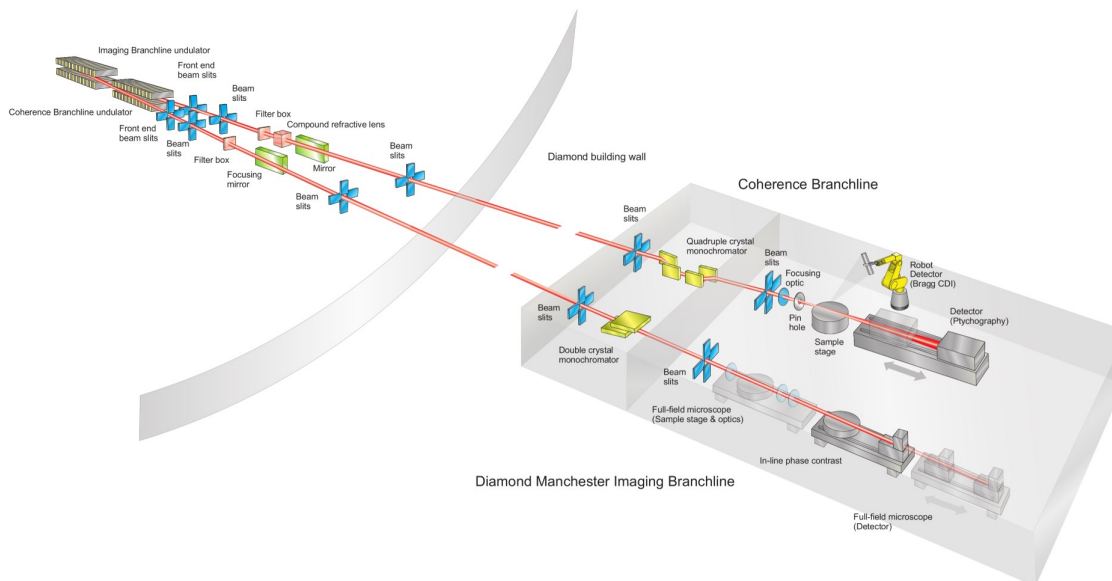 Imaging Branchline undulator
Front end
beam slits
Beam
slits
Coherence Branchline undulator
Filter box
Compound refractive lens
Front end
beam slits
Beam
slits
Filter box
Mirror
Focusing
mirror
Beam
slits
Beam
slits
Diamond building wall
Coherence Branchline
Beam
slits
Quadruple crystal
monochromator
Beam
slits
Focusing
optic
Robot
Detector
(Bragg CDI)
Pin
hole
Detector
(Ptychography)
Sample
stage
Beam
slits
Double crystal
monochromator
Beam
slits
Full-field microscope
(Sample stage & optics)
In-line phase contrast
Diamond Manchester Imaging Branchline
Full-field microscope
(Detector)